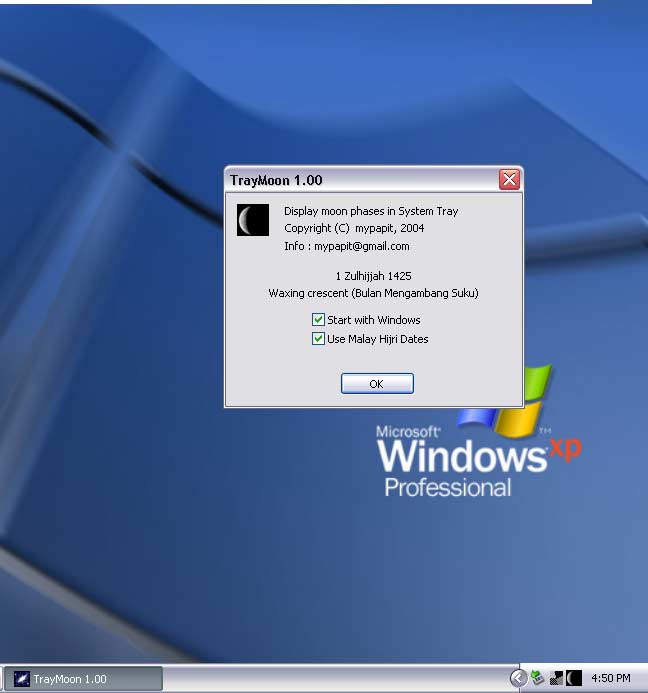 TrayMoon 1.00
Display moon phases in System Tray
Copyright (C) mypapit, 2004
Info : mypapit@gmail.com
1 Zulhijjah 1425
Waxing crescent (Bulan Mengambang Suku)
Start with Windows
Use Malay Hijri Dates
OK
Microsoft®
Windows xp
TM
Professional
TrayMoon 1.00
4:50 PM